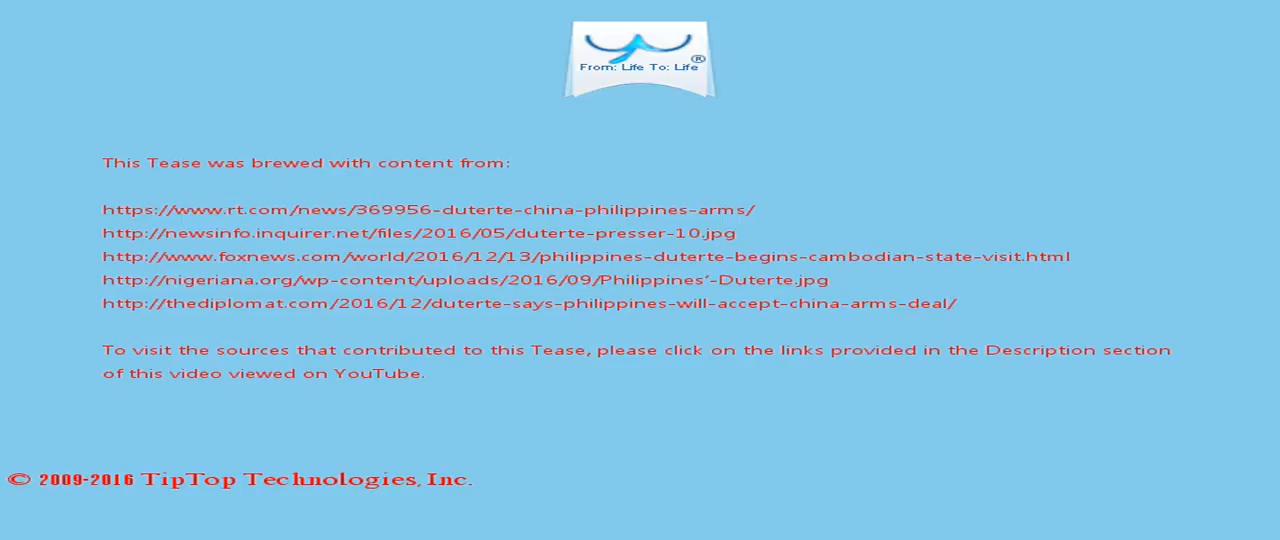 From: Life To: Life®
This Tease was brewed with content from:
https://www.rt.com/news/369956-duterte-china-philippines-arms/
http://newsinfo.inquirer.net/files/2016/05/duterte-presser-10.jpg
http://www.foxnews.com/world/2016/12/13/philippines-duterte-begins-cambodian-state-visit.html
http://nigeriana.org/wp-content/uploads/2016/09/Philippines’-Duterte.jpg
http://thediplomat.com/2016/12/duterte-says-philippines-will-accept-china-arms-deal/
To visit the sources that contributed to this Tease, please click on the links provided in the Description section
of this video viewed on YouTube.
© 2009-2016 TipTop Technologies, Inc.